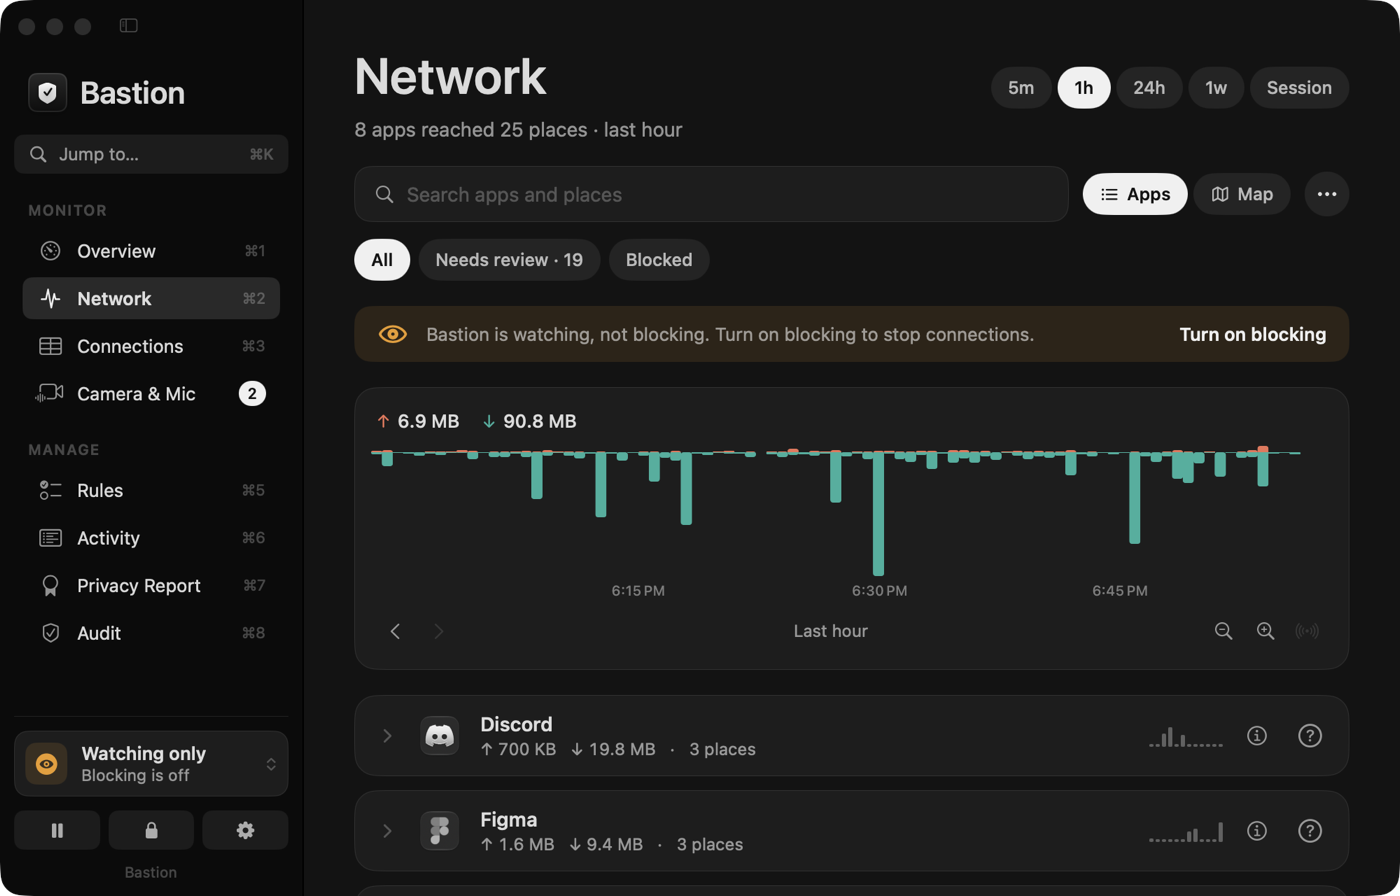 Bastion
Jump to...
⌘K
MONITOR
Overview ⌘1
Network ⌘2
Connections ⌘3
Camera & Mic 2
MANAGE
Rules ⌘5
Activity ⌘6
Privacy Report ⌘7
Audit ⌘8
Watching only
Blocking is off
Bastion
Network
8 apps reached 25 places · last hour
5m 1h 24h 1w Session
Search apps and places
Apps Map
All Needs review · 19 Blocked
Bastion is watching, not blocking. Turn on blocking to stop connections. Turn on blocking
↑ 6.9 MB ↓ 90.8 MB
6:15 PM 6:30 PM 6:45 PM
Last hour
Discord
↑ 700 KB ↓ 19.8 MB · 3 places
Figma
↑ 1.6 MB ↓ 9.4 MB · 3 places